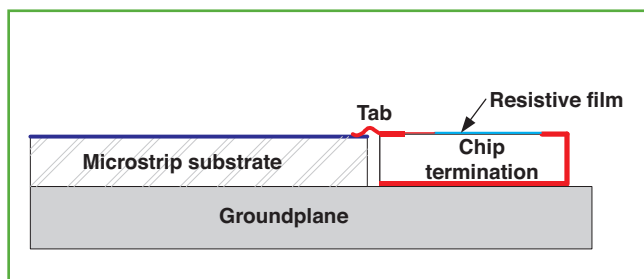 Tab
Resistive film
Microstrip substrate
Chip
termination
Groundplane